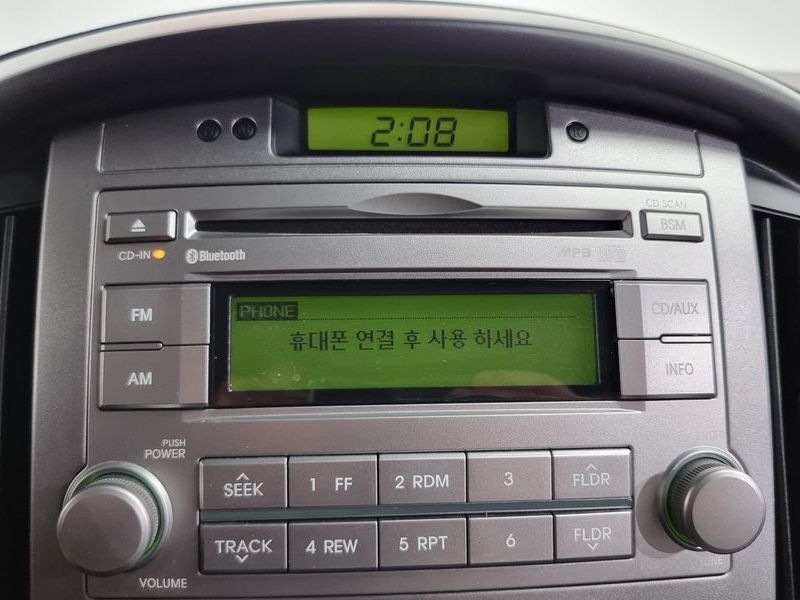 2:08
CD SCAN
BSM
CD-IN
Bluetooth
MP3
FM
PHONE
CD/AUX
휴대폰 연결 후 사용 하세요
AM
INFO
PUSH
POWER
SEEK
1 FF
2 RDM
3
FLDR
TRACK
4 REW
5 RPT
6
FLDR
VOLUME
TUNE